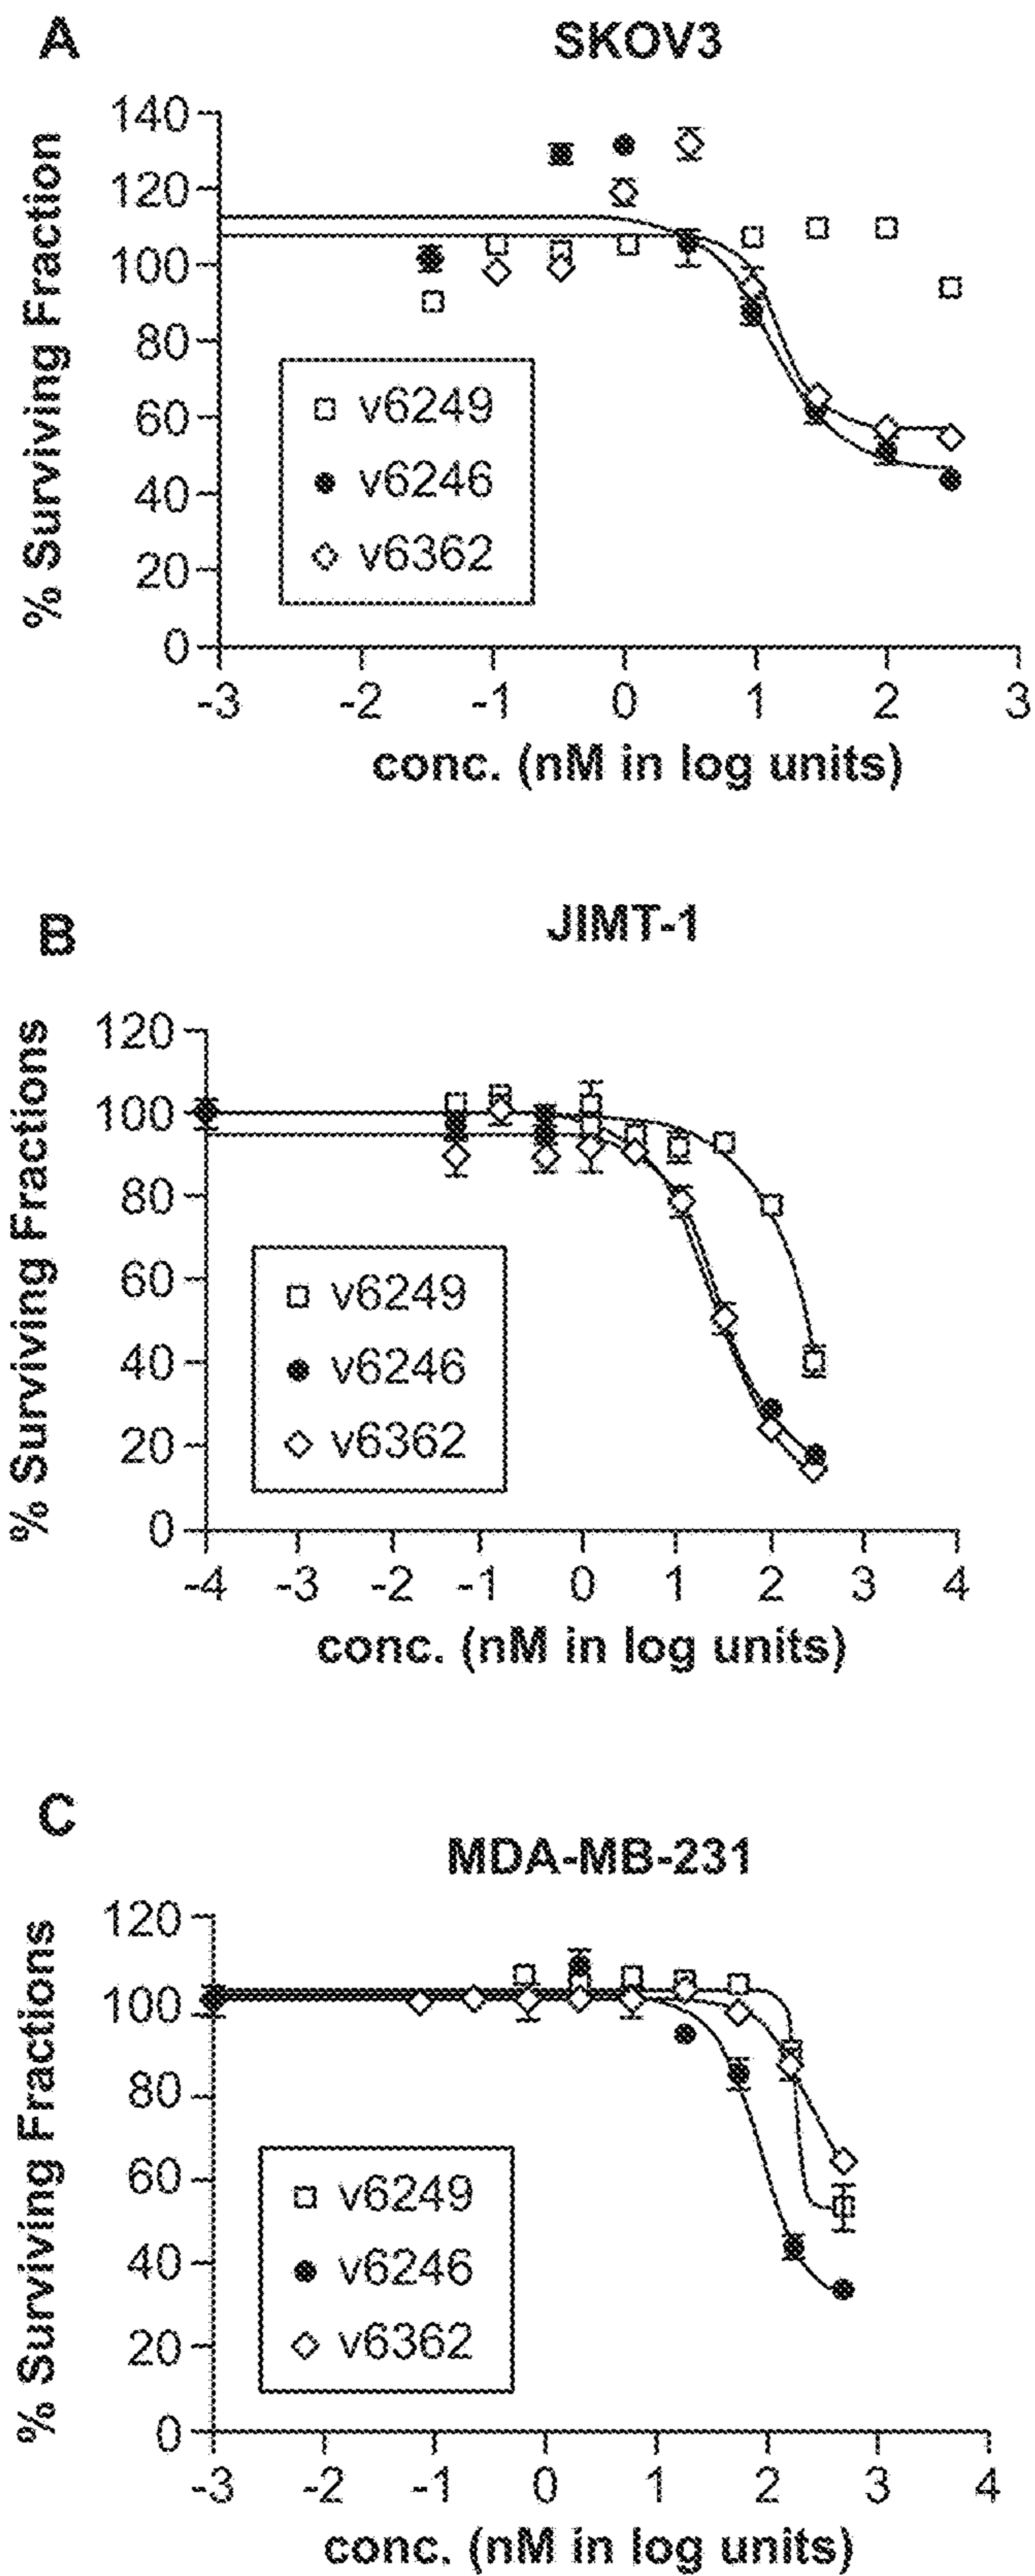 A
SKOV3
% Surviving Fraction
140
120
100
80
60
40
20
0
v6249
v6246
v6362
-3 -2 -1 0 1 2 3
conc. (nM in log units)
B
JIMT-1
% Surviving Fractions
120
100
80
60
40
20
0
v6249
v6246
v6362
-4 -3 -2 -1 0 1 2 3 4
conc. (nM in log units)
C
MDA-MB-231
% Surviving Fractions
120
100
80
60
40
20
0
v6249
v6246
v6362
-3 -2 -1 0 1 2 3 4
conc. (nM in log units)